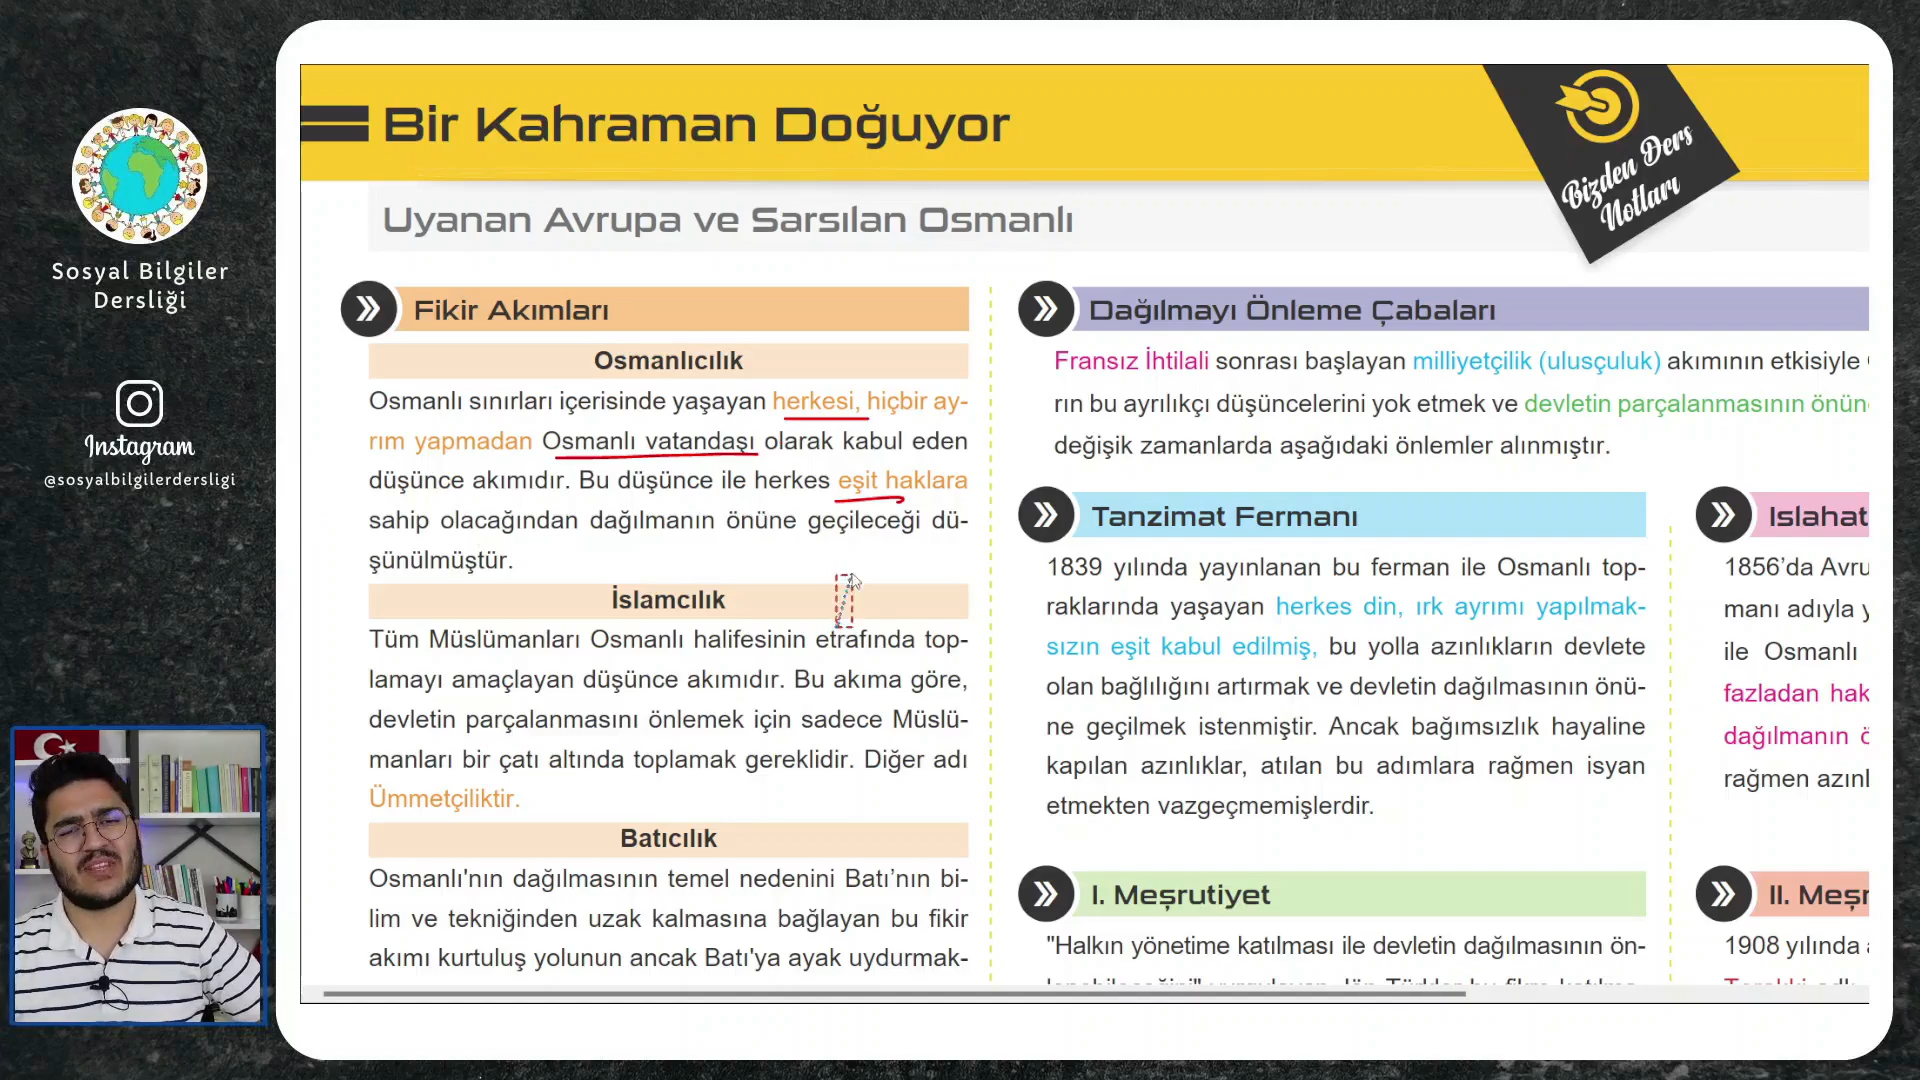 Bir Kahraman Doğuyor
Bizden Ders
Notları
Uyanan Avrupa ve Sarsılan Osmanlı
Sosyal Bilgiler
Dersliği
Instagram
@sosyalbilgilerdersligi
Fikir Akımları
Osmanlıcılık
Osmanlı sınırları içerisinde yaşayan herkesi, hiçbir ay-
rım yapmadan Osmanlı vatandaşı olarak kabul eden
düşünce akımıdır. Bu düşünce ile herkes eşit haklara
sahip olacağından dağılmanın önüne geçileceği dü-
şünülmüştür.
İslamcılık
Tüm Müslümanları Osmanlı halifesinin etrafında top-
lamayı amaçlayan düşünce akımıdır. Bu akıma göre,
devletin parçalanmasını önlemek için sadece Müslü-
manları bir çatı altında toplamak gereklidir. Diğer adı
Ümmetçiliktir.
Batıcılık
Osmanlı'nın dağılmasının temel nedenini Batı’nın bi-
lim ve tekniğinden uzak kalmasına bağlayan bu fikir
akımı kurtuluş yolunun ancak Batı'ya ayak uydurmak-
Dağılmayı Önleme Çabaları
Fransız İhtilali sonrası başlayan milliyetçilik (ulusçuluk) akımının etkisiyle
rın bu ayrılıkçı düşüncelerini yok etmek ve devletin parçalanmasının önün
değişik zamanlarda aşağıdaki önlemler alınmıştır.
Tanzimat Fermanı
1839 yılında yayınlanan bu ferman ile Osmanlı top-
raklarında yaşayan herkes din, ırk ayrımı yapılmak-
sızın eşit kabul edilmiş, bu yolla azınlıkların devlete
olan bağlılığını artırmak ve devletin dağılmasının önü-
ne geçilmek istenmiştir. Ancak bağımsızlık hayaline
kapılan azınlıklar, atılan bu adımlara rağmen isyan
etmekten vazgeçmemişlerdir.
I. Meşrutiyet
"Halkın yönetime katılması ile devletin dağılmasının ön-
Islahat
1856’da Avru
manı adıyla y
ile Osmanlı
fazladan hak
dağılmanın ö
rağmen azınl
II. Meşr
1908 yılında